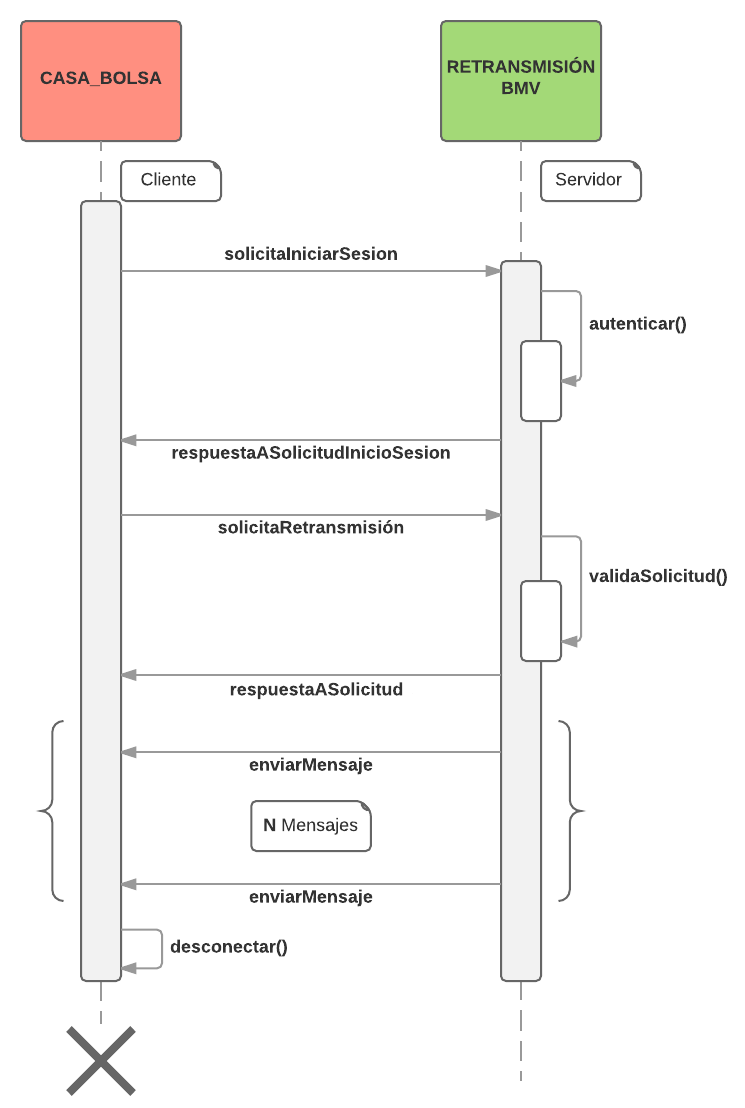 CASA_BOLSA
RETRANSMISIÓN
BMV
Cliente
Servidor
solicitaIniciarSesion
autenticar()
respuestaASolicitudInicioSesion
solicitaRetransmisión
validaSolicitud()
respuestaASolicitud
enviarMensaje
N Mensajes
enviarMensaje
desconectar()